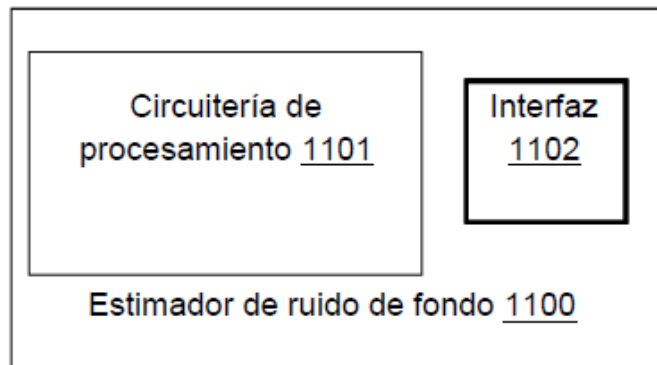 Circuitería de
procesamiento 1101
Interfaz
1102
Estimador de ruido de fondo 1100